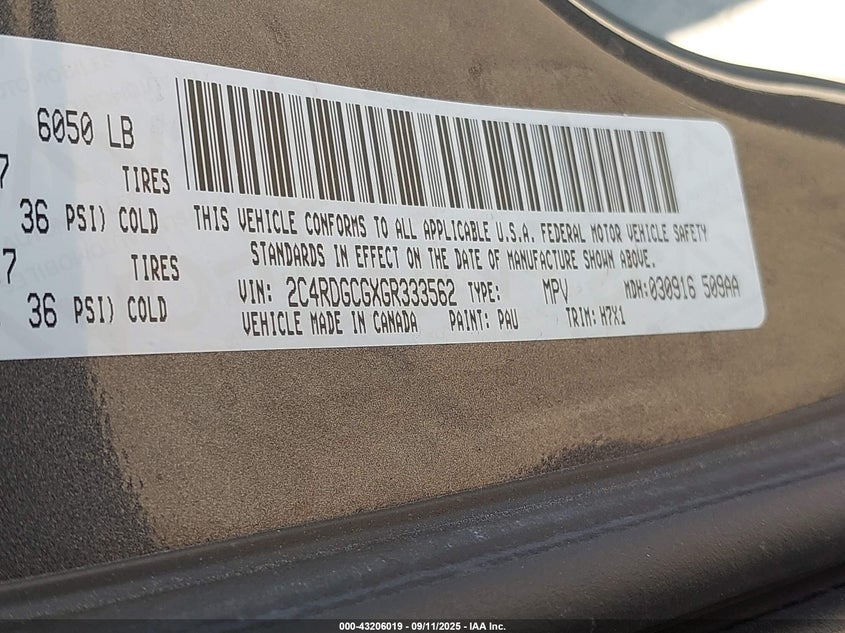 6050 LB
7 TIRES
36 PSI) COLD
7 TIRES
36 PSI) COLD
THIS VEHICLE CONFORMS TO ALL APPLICABLE U.S.A. FEDERAL MOTOR VEHICLE SAFETY
STANDARDS IN EFFECT ON THE DATE OF MANUFACTURE SHOWN ABOVE.
VIN: 2C4RDGCGXGR333562 TYPE: MPV MDH:030916 509AA
VEHICLE MADE IN CANADA PAINT: PAU TRIM: H7X1
000-43206019 - 09/11/2025 - IAA Inc.